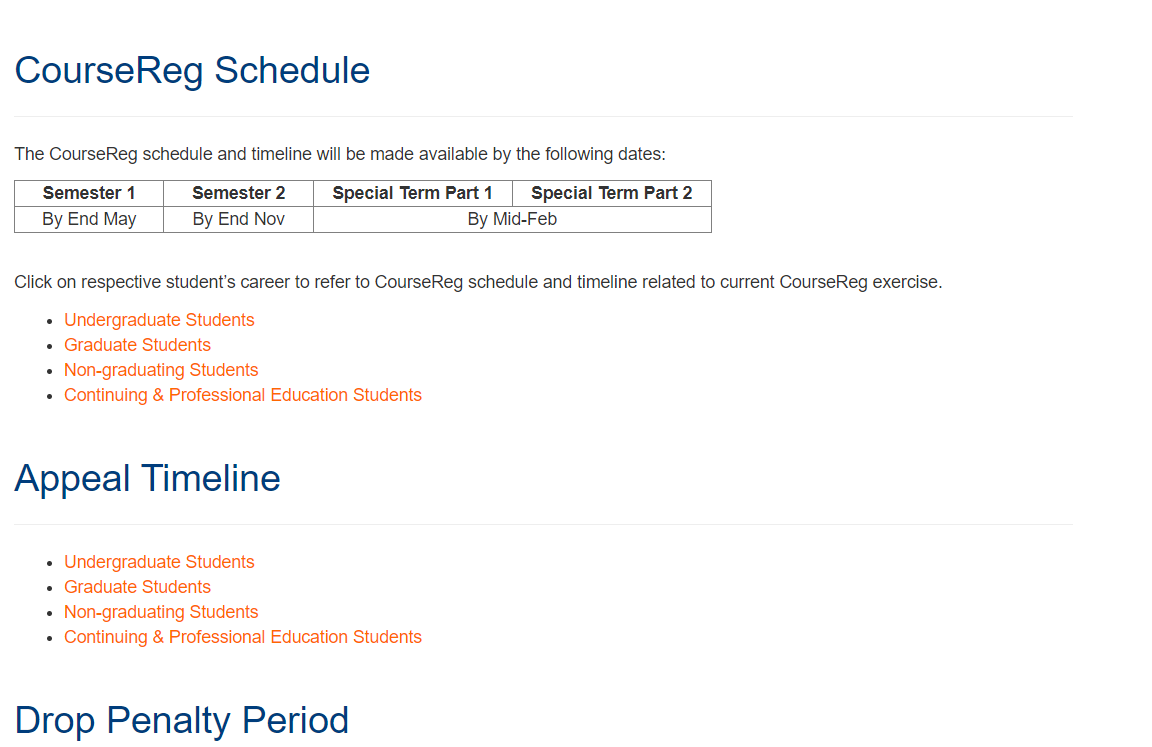 CourseReg Schedule
The CourseReg schedule and timeline will be made available by the following dates:
Semester 1 Semester 2 Special Term Part 1 Special Term Part 2
By End May By End Nov By Mid-Feb
Click on respective student’s career to refer to CourseReg schedule and timeline related to current CourseReg exercise.
Undergraduate Students
Graduate Students
Non-graduating Students
Continuing & Professional Education Students
Appeal Timeline
Undergraduate Students
Graduate Students
Non-graduating Students
Continuing & Professional Education Students
Drop Penalty Period